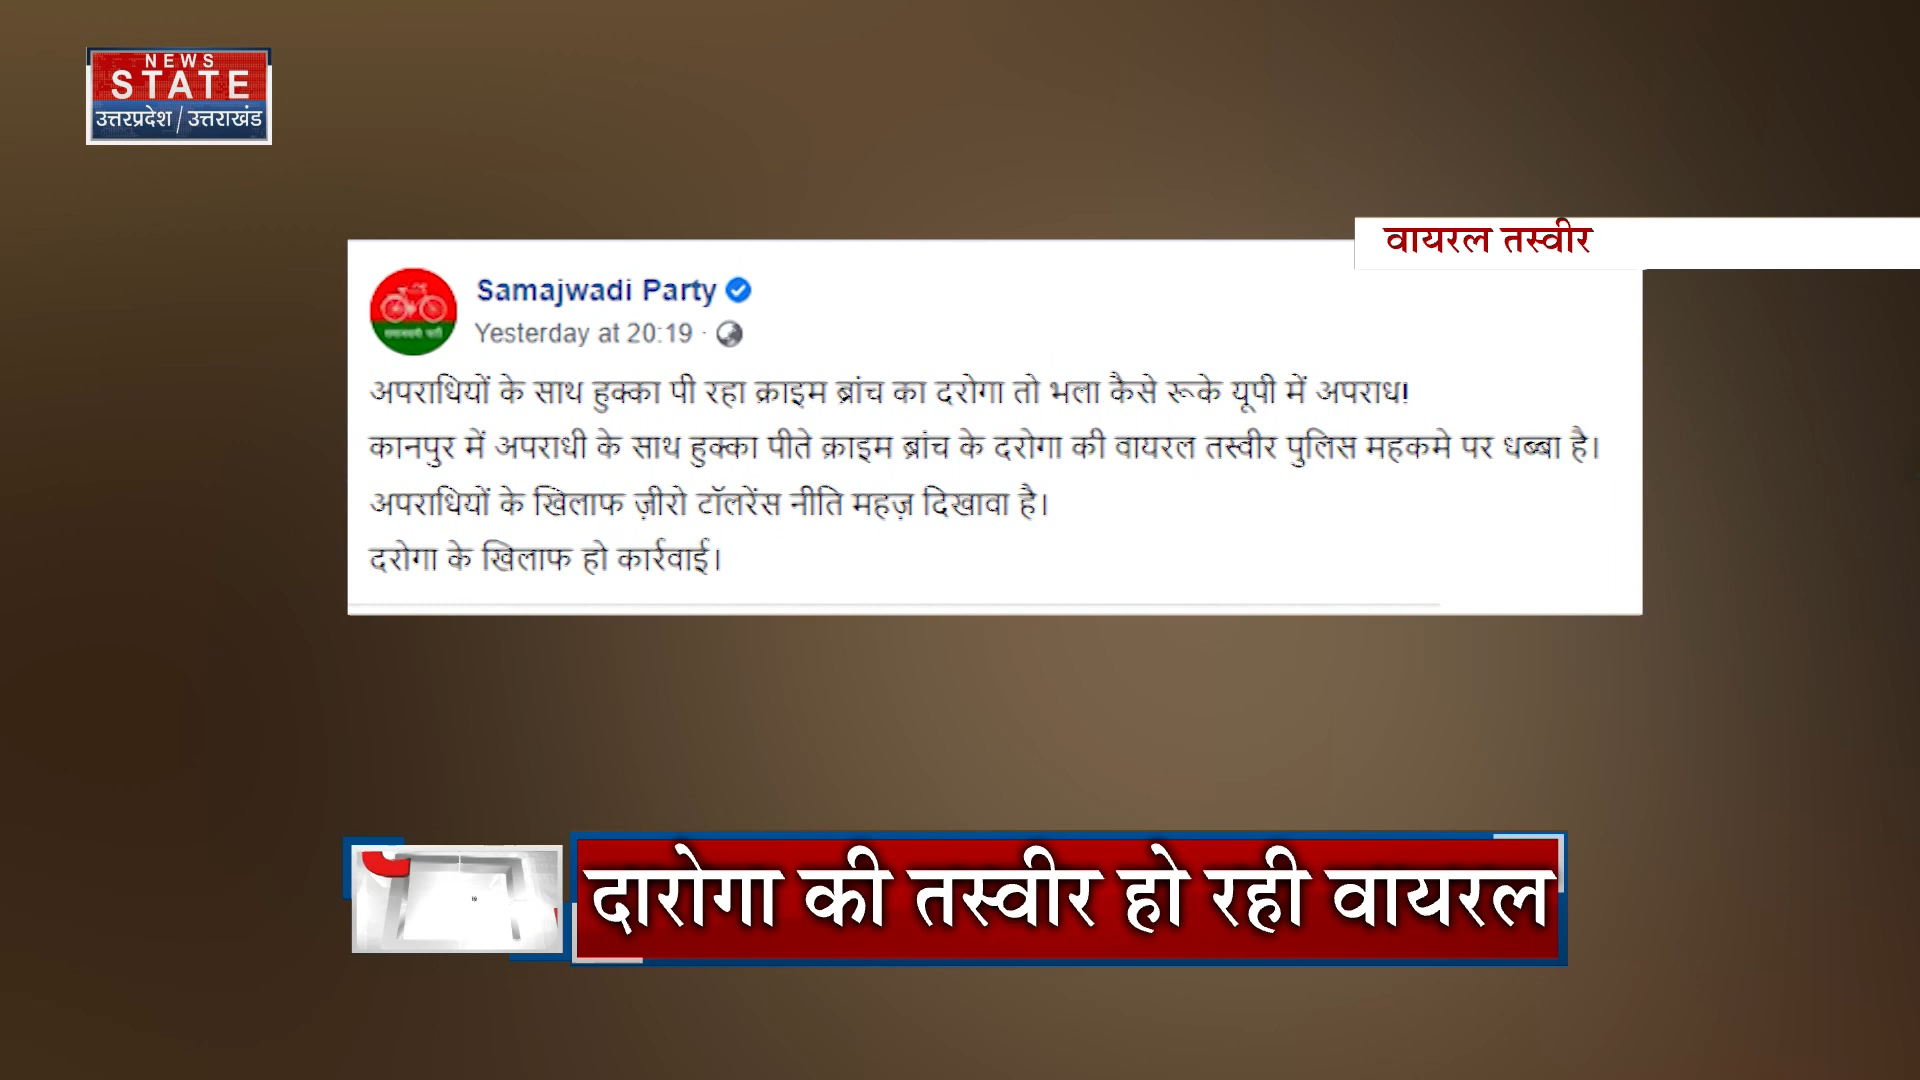 NEWS
STATE
उत्तरप्रदेश / उत्तराखंड
वायरल तस्वीर
Samajwadi Party
Yesterday at 20:19 ·
अपराधियों के साथ हुक्का पी रहा क्राइम ब्रांच का दरोगा तो भला कैसे रूके यूपी में अपराध!
कानपुर में अपराधी के साथ हुक्का पीते क्राइम ब्रांच के दरोगा की वायरल तस्वीर पुलिस महकमे पर धब्बा है।
अपराधियों के खिलाफ ज़ीरो टॉलरेंस नीति महज़ दिखावा है।
दरोगा के खिलाफ हो कार्रवाई।
दारोगा की तस्वीर हो रही वायरल